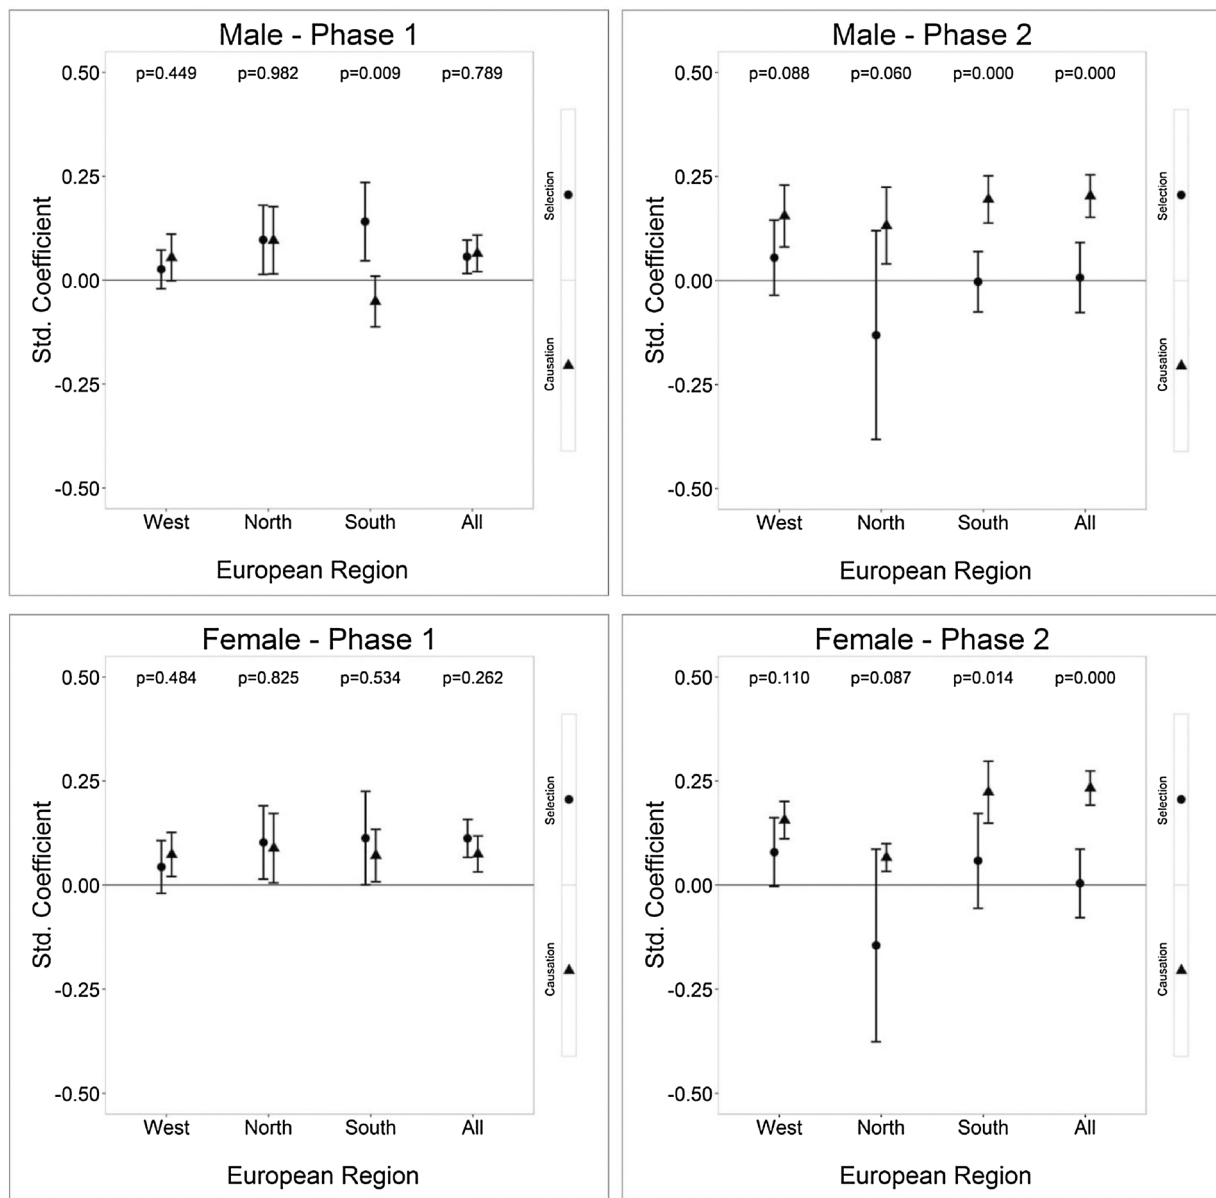 Male - Phase 1
p=0.449 p=0.982 p=0.009 p=0.789
0.50
0.25
0.00
-0.25
-0.50
Std. Coefficient
West North South All
European Region
Selection
Causation
Male - Phase 2
p=0.088 p=0.060 p=0.000 p=0.000
0.50
0.25
0.00
-0.25
-0.50
Std. Coefficient
West North South All
European Region
Selection
Causation
Female - Phase 1
p=0.484 p=0.825 p=0.534 p=0.262
0.50
0.25
0.00
-0.25
-0.50
Std. Coefficient
West North South All
European Region
Selection
Causation
Female - Phase 2
p=0.110 p=0.087 p=0.014 p=0.000
0.50
0.25
0.00
-0.25
-0.50
Std. Coefficient
West North South All
European Region
Selection
Causation